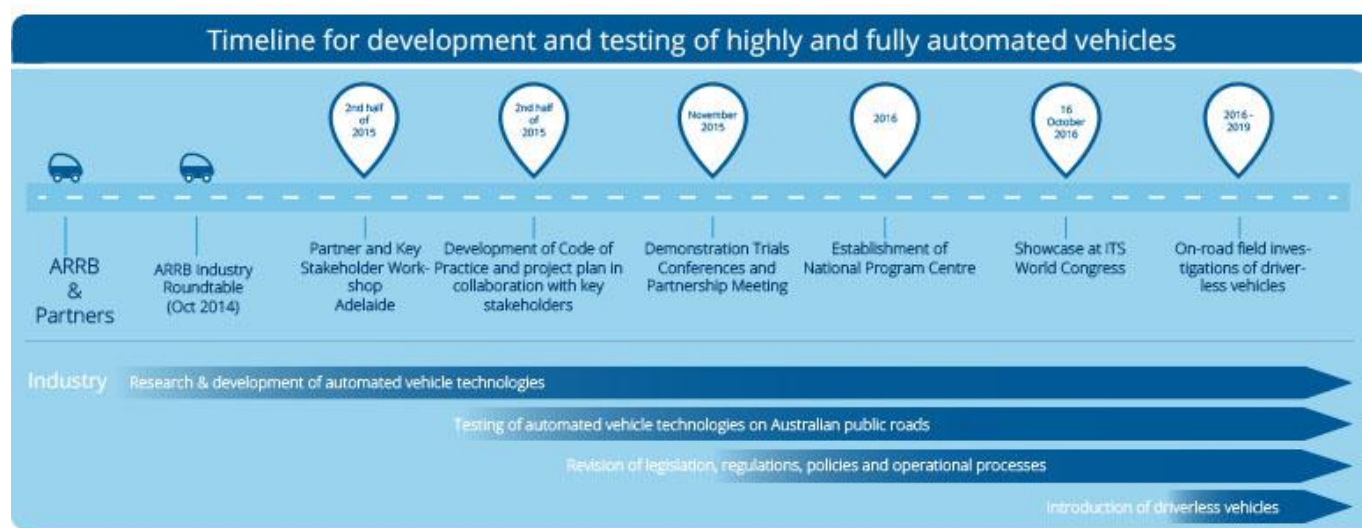 Timeline for development and testing of highly and fully automated vehicles
2nd half
of
2015
2nd half
of
2015
November
2015
2016
16
October
2016
2016 -
2019
ARRB
&
Partners
ARRB Industry
Roundtable
(Oct 2014)
Partner and Key
Stakeholder Work-
shop
Adelaide
Development of Code of
Practice and project plan in
collaboration with key
stakeholders
Demonstration Trials
Conferences and
Partnership Meeting
Establishment of
National Program Centre
Showcase at ITS
World Congress
On-road field inves-
tigations of driver-
less vehicles
Industry
Research & development of automated vehicle technologies
Testing of automated vehicle technologies on Australian public roads
Revision of legislation, regulations, policies and operational processes
Introduction of driverless vehicles